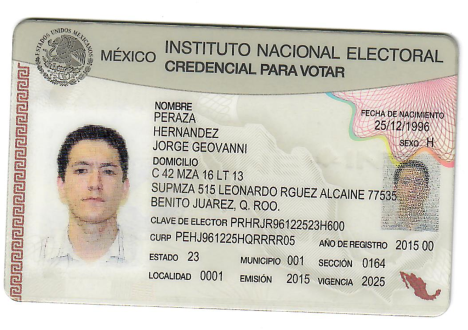 ESTADOS UNIDOS MEXICANOS
MÉXICO INSTITUTO NACIONAL ELECTORAL
CREDENCIAL PARA VOTAR
NOMBRE
PERAZA
HERNANDEZ
JORGE GEOVANNI
FECHA DE NACIMIENTO
25/12/1996
SEXO H
DOMICILIO
C 42 MZA 16 LT 13
SUPMZA 515 LEONARDO RGUEZ ALCAINE 77535
BENITO JUAREZ, Q. ROO.
CLAVE DE ELECTOR PRHRJR96122523H600
CURP PEHJ961225HQRRRR05 AÑO DE REGISTRO 2015 00
ESTADO 23 MUNICIPIO 001 SECCIÓN 0164
LOCALIDAD 0001 EMISIÓN 2015 VIGENCIA 2025